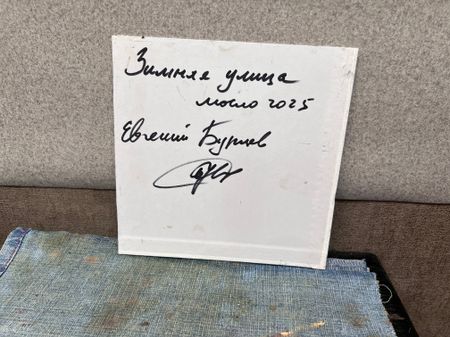 Зимняя улица
масло 2025
Евгений